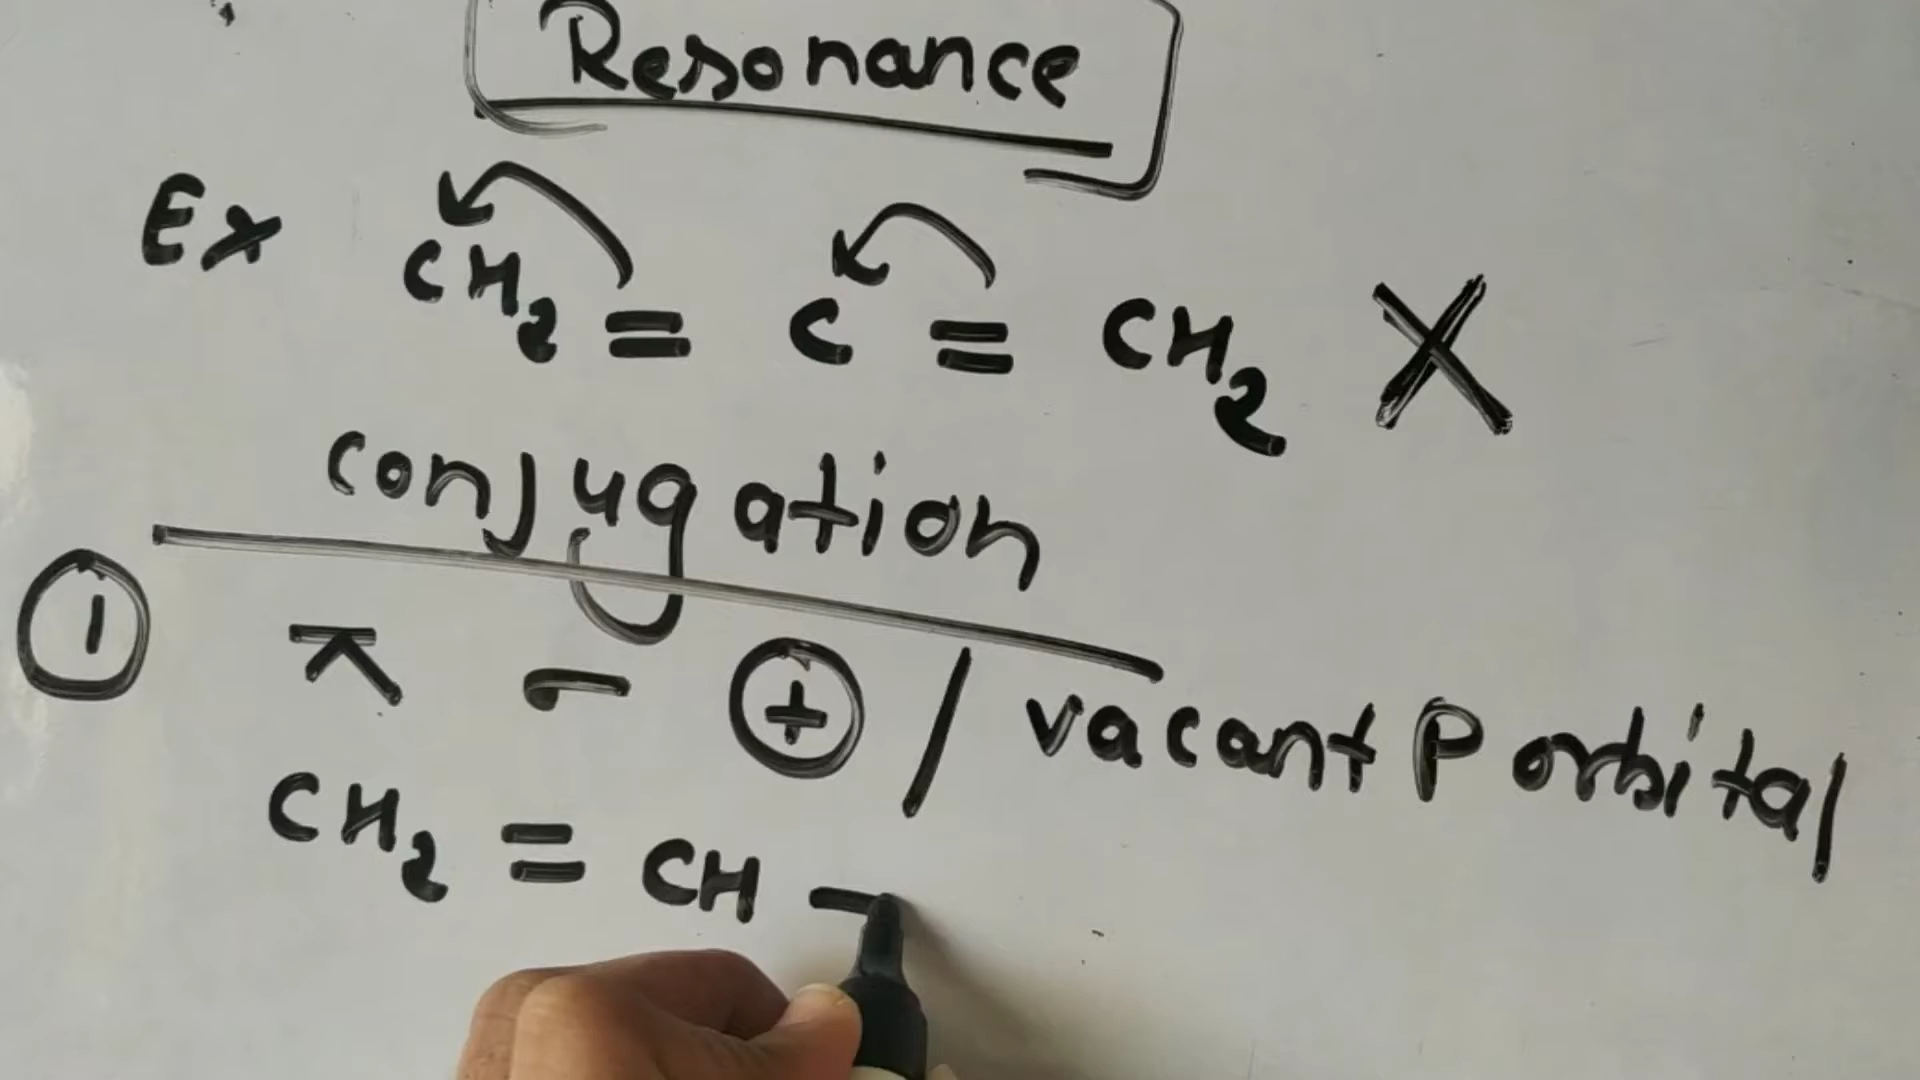 Resonance
Ex CH2 = C = CH2 X
conjugation
1 π - + / vacant P orbital
CH2 = CH -